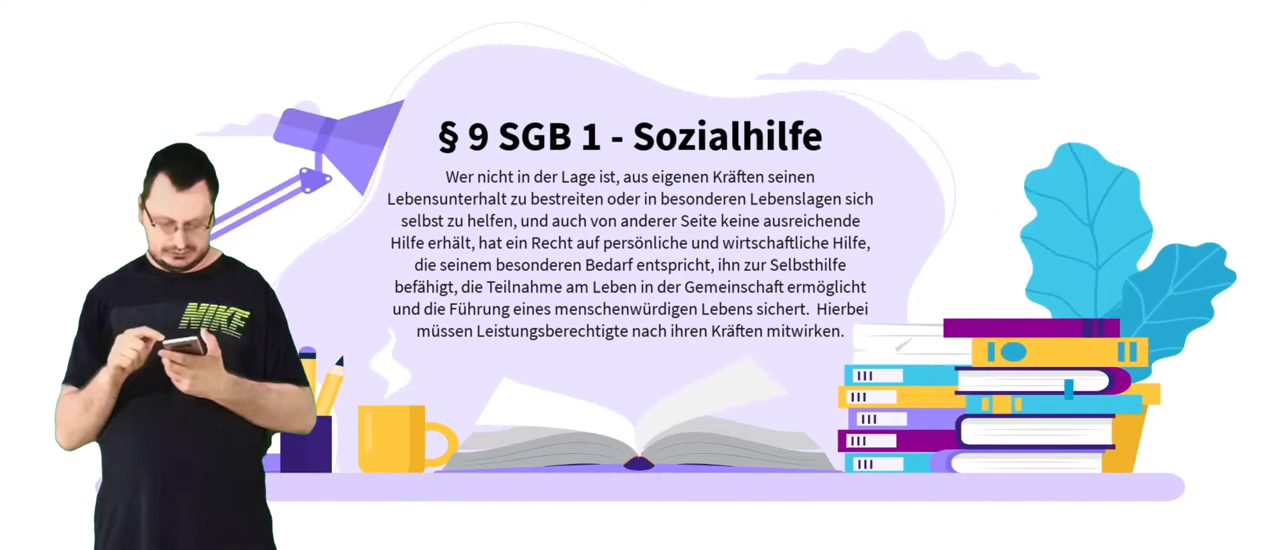 § 9 SGB 1 - Sozialhilfe
Wer nicht in der Lage ist, aus eigenen Kräften seinen
Lebensunterhalt zu bestreiten oder in besonderen Lebenslagen sich
selbst zu helfen, und auch von anderer Seite keine ausreichende
Hilfe erhält, hat ein Recht auf persönliche und wirtschaftliche Hilfe,
die seinem besonderen Bedarf entspricht, ihn zur Selbsthilfe
befähigt, die Teilnahme am Leben in der Gemeinschaft ermöglicht
und die Führung eines menschenwürdigen Lebens sichert. Hierbei
müssen Leistungsberechtigte nach ihren Kräften mitwirken.
NIKE